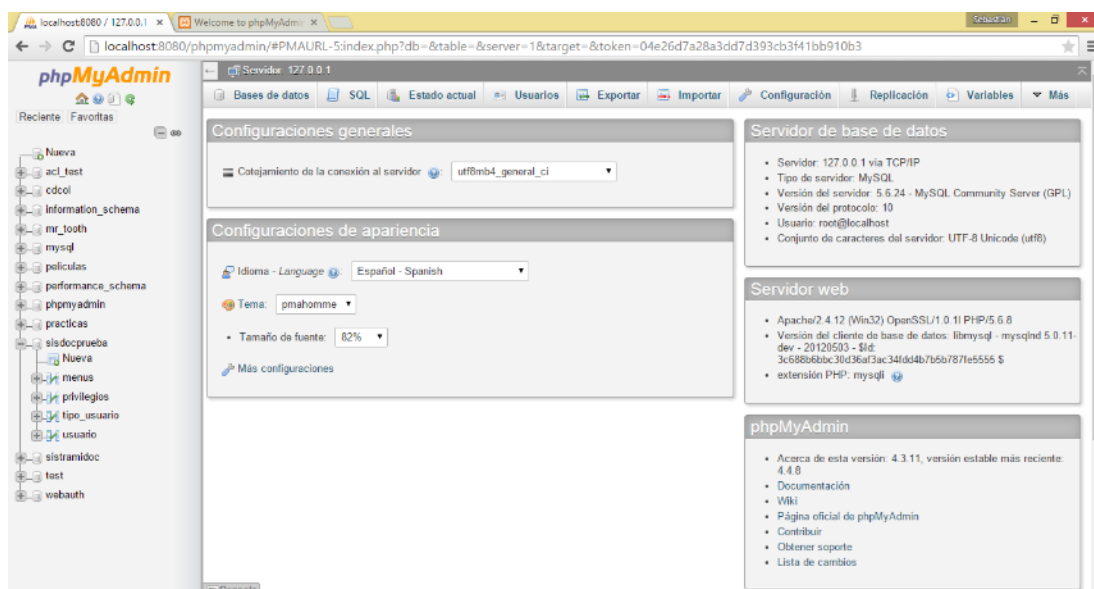 localhost:8080 / 127.0.0.1
Welcome to phpMyAdmi
Sebastian
localhost:8080/phpmyadmin/#PMAURL-5:index.php?db=&table=&server=1&target=&token=04e26d7a28a3dd7d393cb3f41bb910b3
phpMyAdmin
Reciente Favoritas
Nueva
acl_test
cdcol
information_schema
mr_tooth
mysql
peliculas
performance_schema
phpmyadmin
practicas
sisdocprueba
Nueva
menus
privilegios
tipo_usuario
usuario
sistramidoc
test
webauth
Servidor: 127.0.0.1
Bases de datos SQL Estado actual Usuarios Exportar Importar Configuración Replicación Variables Más
Configuraciones generales
Cotejamiento de la conexión al servidor : utf8mb4_general_ci
Configuraciones de apariencia
Idioma - Language : Español - Spanish
Tema: pmahomme
• Tamaño de fuente: 82%
Más configuraciones
Servidor de base de datos
• Servidor: 127.0.0.1 via TCP/IP
• Tipo de servidor: MySQL
• Versión del servidor: 5.6.24 - MySQL Community Server (GPL)
• Versión del protocolo: 10
• Usuario: root@localhost
• Conjunto de caracteres del servidor: UTF-8 Unicode (utf8)
Servidor web
• Apache/2.4.12 (Win32) OpenSSL/1.0.1l PHP/5.6.8
• Versión del cliente de base de datos: libmysql - mysqlnd 5.0.11-
dev - 20120503 - $Id:
3c688b6bbc30d36af3ac34fdd4b7b5b787fe5555 $
• extensión PHP: mysqli
phpMyAdmin
• Acerca de esta versión: 4.3.11, versión estable más reciente:
4.4.8
• Documentación
• Wiki
• Página oficial de phpMyAdmin
• Contribuir
• Obtener soporte
• Lista de cambios
Consola